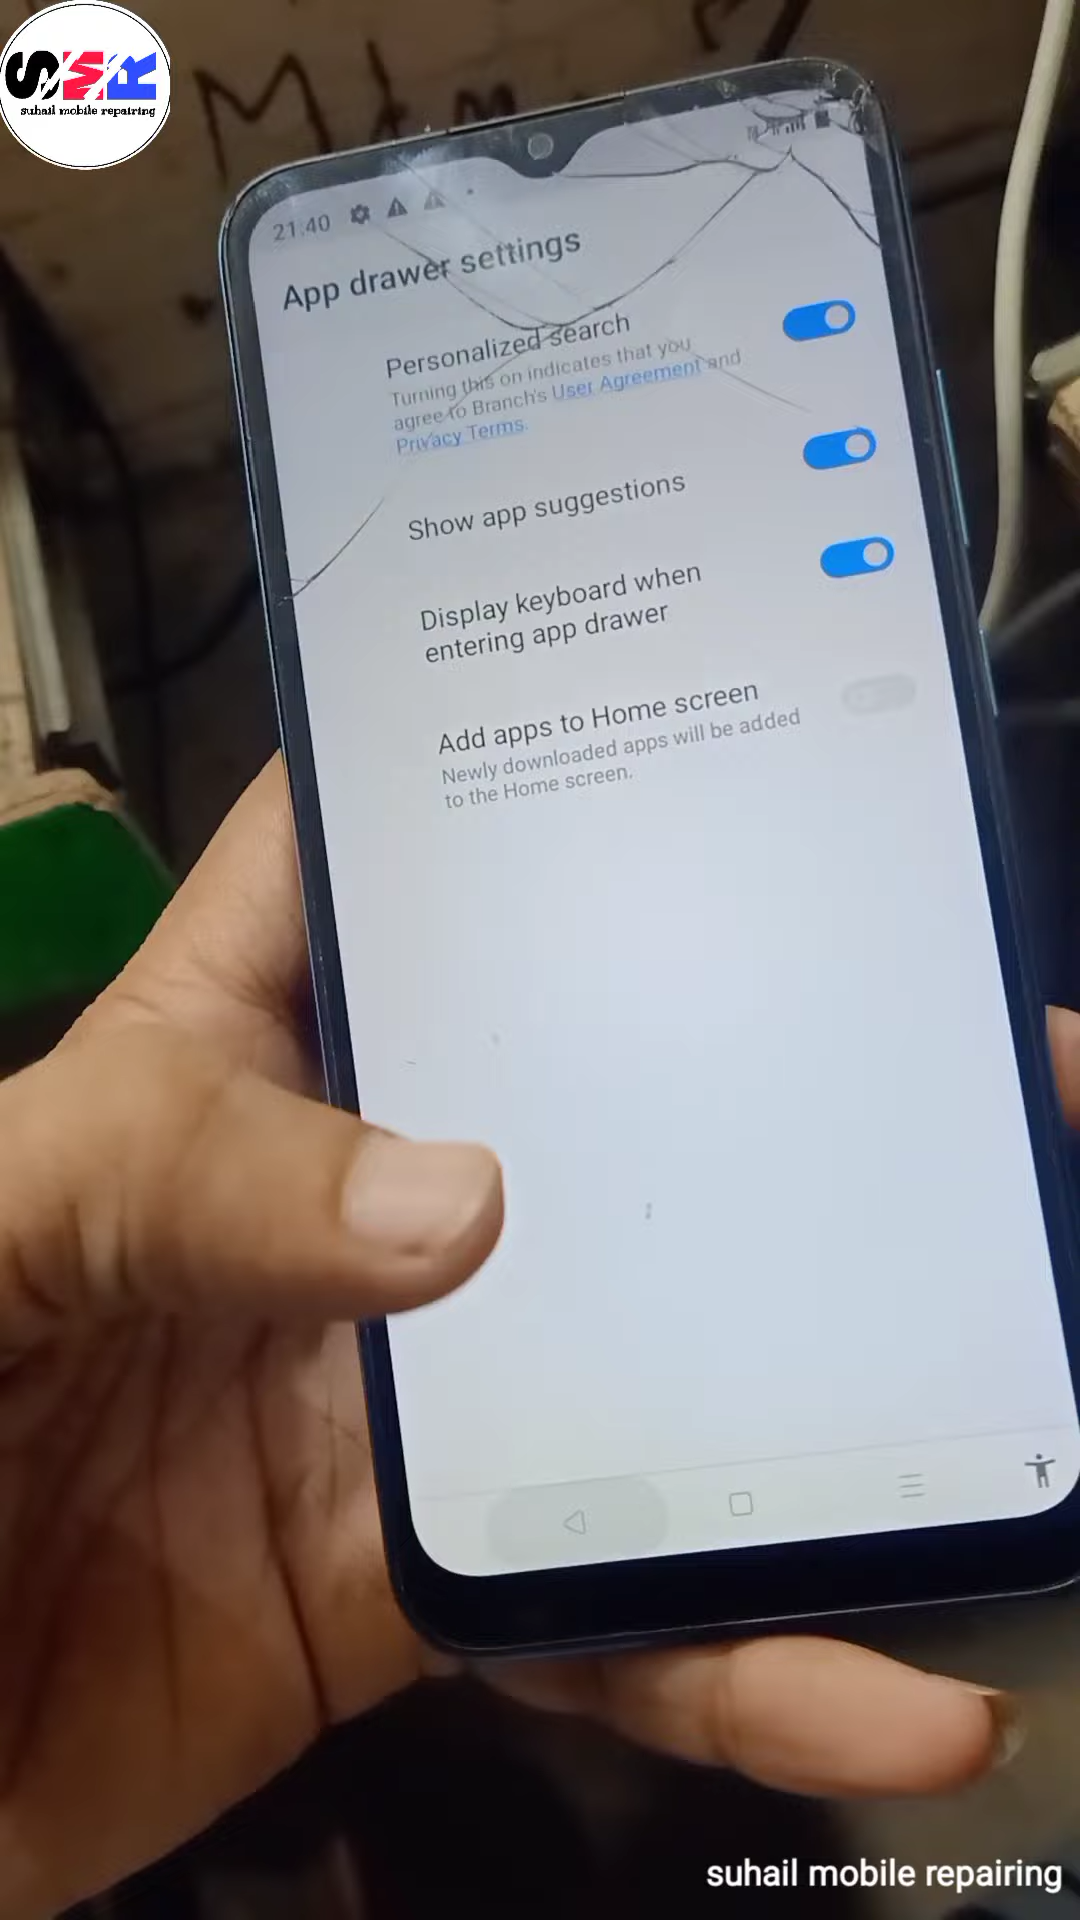 SMR
suhail mobile repairing
21:40
App drawer settings
Personalized search
Turning this on indicates that you
agree to Branch's User Agreement and
Privacy Terms.
Show app suggestions
Display keyboard when
entering app drawer
Add apps to Home screen
Newly downloaded apps will be added
to the Home screen.
suhail mobile repairing